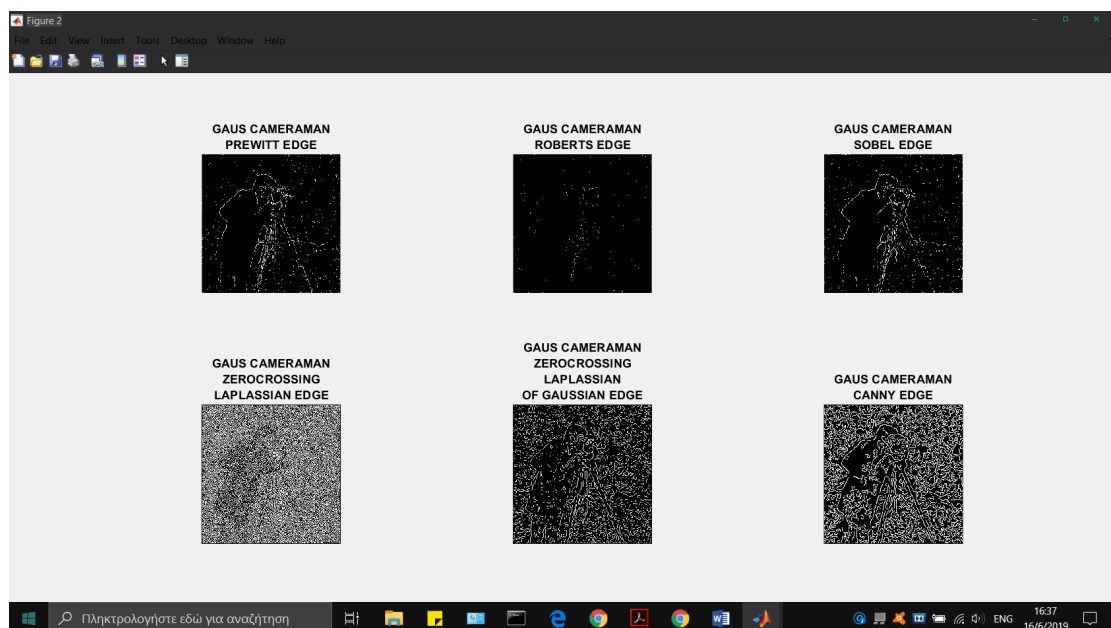 Figure 2
File Edit View Insert Tools Desktop Window Help
GAUS CAMERAMAN
PREWITT EDGE
GAUS CAMERAMAN
ROBERTS EDGE
GAUS CAMERAMAN
SOBEL EDGE
GAUS CAMERAMAN
ZEROCROSSING
LAPLASSIAN EDGE
GAUS CAMERAMAN
ZEROCROSSING
LAPLASSIAN
OF GAUSSIAN EDGE
GAUS CAMERAMAN
CANNY EDGE
Πληκτρολογήστε εδώ για αναζήτηση
ENG
16:37
16/6/2019